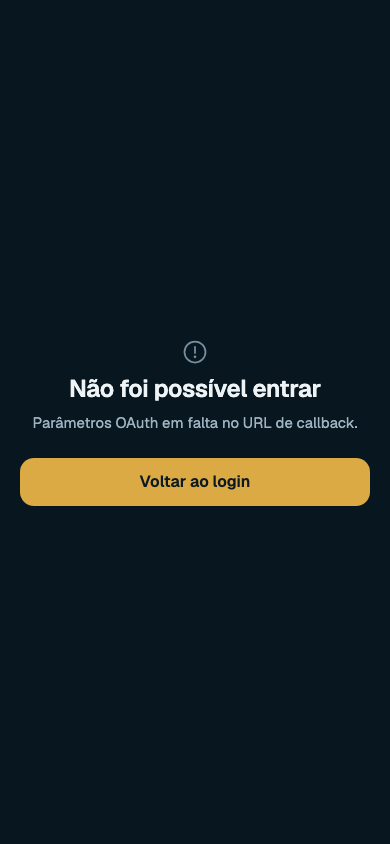 Não foi possível entrar
Parâmetros OAuth em falta no URL de callback.
Voltar ao login